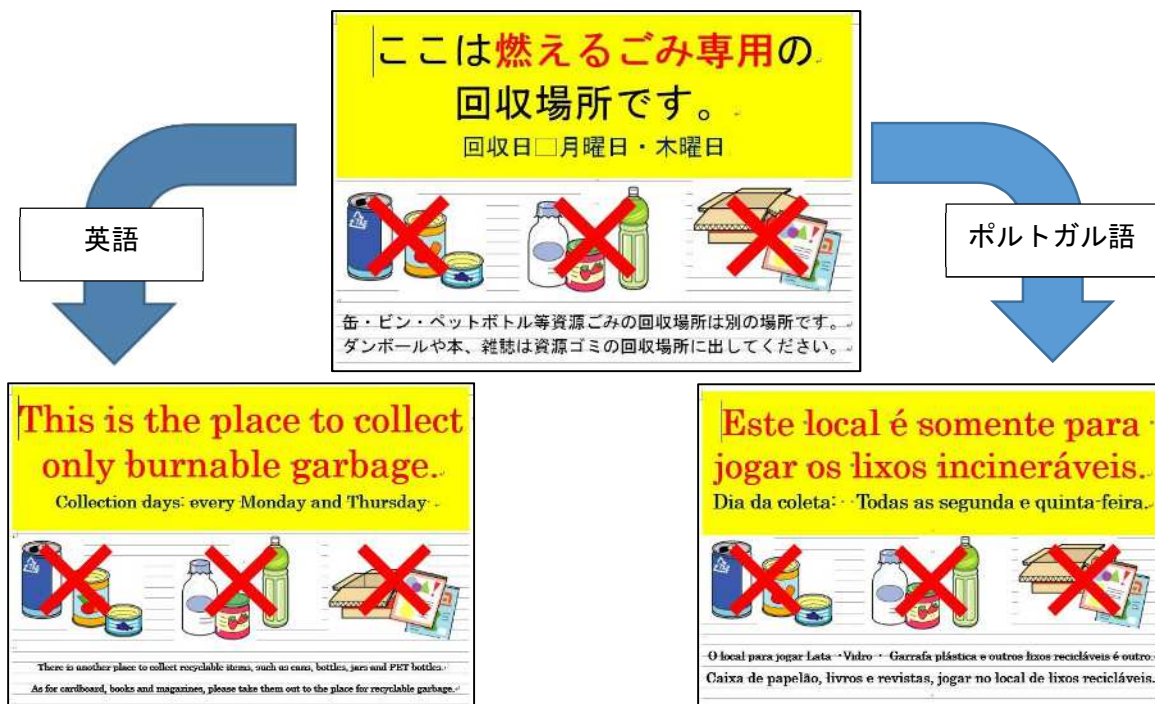 ここは燃えるごみ専用の
回収場所です。
回収日□月曜日・木曜日
缶・ビン・ペットボトル等資源ごみの回収場所は別の場所です。
ダンボールや本、雑誌は資源ゴミの回収場所に出してください。
英語
ポルトガル語
This is the place to collect
only burnable garbage.
Collection days: every Monday and Thursday
There is another place to collect recyclable items, such as cans, bottles, jars and PET bottles.
As for cardboard, books and magazines, please take them out to the place for recyclable garbage.
Este local é somente para
jogar os lixos incineráveis.
Dia da coleta: Todas as segunda e quinta-feira.
O local para jogar Lata ・Vidro ・ Garrafa plástica e outros lixos recicláveis é outro.
Caixa de papelão, livros e revistas, jogar no local de lixos recicláveis.